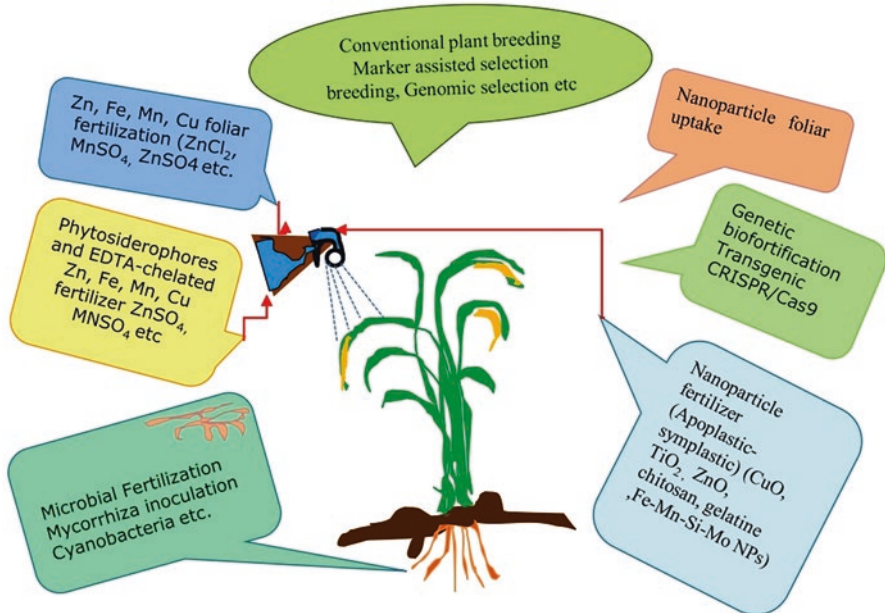 Conventional plant breeding
Marker assisted selection
breeding, Genomic selection etc
Zn, Fe, Mn, Cu foliar
fertilization (ZnCl₂,
MnSO₄, ZnSO4 etc.
Nanoparticle foliar
uptake
Phytosiderophores
and EDTA-chelated
Zn, Fe, Mn, Cu
fertilizer ZnSO₄,
MNSO₄ etc
Genetic
biofortification
Transgenic
CRISPR/Cas9
Nanoparticle
fertilizer
(Apoplastic-
symplastic) (CuO,
TiO₂, ZnO,
chitosan, gelatine
,Fe-Mn-Si-Mo NPs)
Microbial Fertilization
Mycorrhiza inoculation
Cyanobacteria etc.